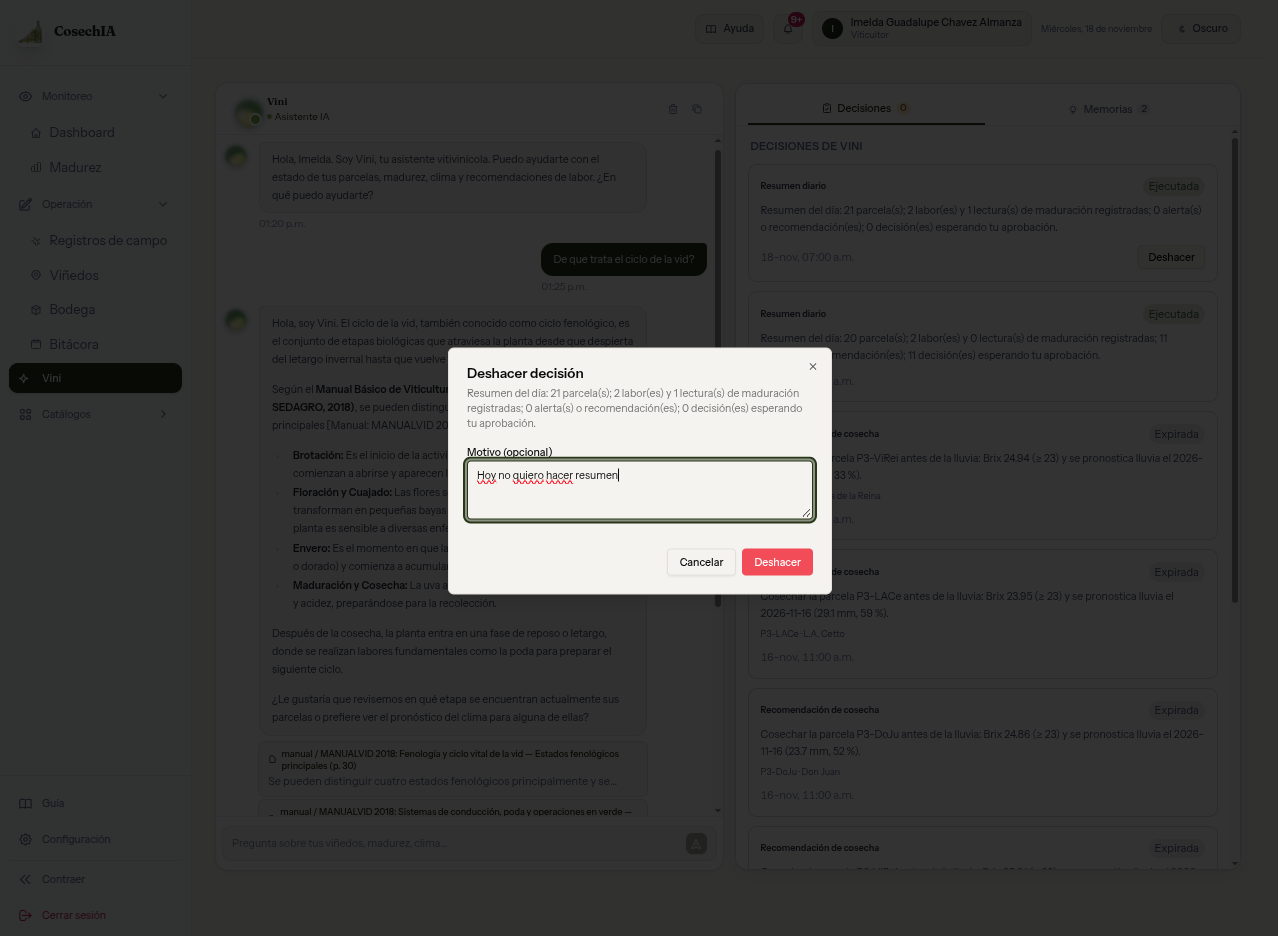 CosechIA
Ayuda
9+
I
Imelda Guadalupe Chavez Almanza
Viticultor
Miércoles, 18 de noviembre
Oscuro
Monitoreo
Dashboard
Madurez
Operación
Registros de campo
Viñedos
Bodega
Bitácora
Vini
Catálogos
Guía
Configuración
Contraer
Cerrar sesión
Vini
Asistente IA
Hola, Imelda. Soy Vini, tu asistente vitivinícola. Puedo ayudarte con el
estado de tus parcelas, madurez, clima y recomendaciones de labor. ¿En
qué puedo ayudarte?
01:20 p.m.
De que trata el ciclo de la vid?
01:25 p.m.
Hola, soy Vini. El ciclo de la vid, también conocido como ciclo fenológico, es
el conjunto de etapas biológicas que atraviesa la planta desde que despierta
del letargo invernal hasta que vuelve
Según el Manual Básico de Viticultur
SEDAGRO, 2018), se pueden distingu
principales [Manual: MANUALVID 20
Brotación: Es el inicio de la activi
comienzan a abrirse y aparecen l
Floración y Cuajado: Las flores s
transforman en pequeñas bayas
planta es sensible a diversas enfe
Envero: Es el momento en que la
o dorado) y comienza a acumular
Maduración y Cosecha: La uva a
y acidez, preparándose para la recolección.
Después de la cosecha, la planta entra en una fase de reposo o letargo,
donde se realizan labores fundamentales como la poda para preparar el
siguiente ciclo.
¿Le gustaría que revisemos en qué etapa se encuentran actualmente sus
parcelas o prefiere ver el pronóstico del clima para alguna de ellas?
manual / MANUALVID 2018: Fenología y ciclo vital de la vid — Estados fenológicos
principales (p. 30)
Se pueden distinguir cuatro estados fenológicos principalmente y se...
manual / MANUALVID 2018: Sistemas de conducción, poda y operaciones en verde —
Pregunta sobre tus viñedos, madurez, clima...
Decisiones 0
Memorias 2
DECISIONES DE VINI
Resumen diario
Ejecutada
Resumen del día: 21 parcela(s); 2 labor(es) y 1 lectura(s) de maduración registradas; 0 alerta(s)
o recomendación(es); 0 decisión(es) esperando tu aprobación.
18-nov, 07:00 a.m.
Deshacer
Resumen diario
Ejecutada
Resumen del día: 20 parcela(s); 2 labor(es) y 0 lectura(s) de maduración registradas; 11
mendación(es); 11 decisión(es) esperando tu aprobación.
a.m.
de cosecha
Expirada
parcela P3-ViRei antes de la lluvia: Brix 24.94 (≥ 23) y se pronostica lluvia el 2026-
33 %).
s de la Reina
a.m.
de cosecha
Expirada
Cosechar la parcela P3-LACe antes de la lluvia: Brix 23.95 (≥ 23) y se pronostica lluvia el
2026-11-16 (29.1 mm, 59 %).
P3-LACe · L.A. Cetto
16-nov, 11:00 a.m.
Recomendación de cosecha
Expirada
Cosechar la parcela P3-DoJu antes de la lluvia: Brix 24.86 (≥ 23) y se pronostica lluvia el 2026-
11-16 (23.7 mm, 52 %).
P3-DoJu · Don Juan
16-nov, 11:00 a.m.
Recomendación de cosecha
Expirada
Deshacer decisión
Resumen del día: 21 parcela(s); 2 labor(es) y 1 lectura(s) de maduración
registradas; 0 alerta(s) o recomendación(es); 0 decisión(es) esperando
tu aprobación.
Motivo (opcional)
Hoy no quiero hacer resumen
Cancelar
Deshacer